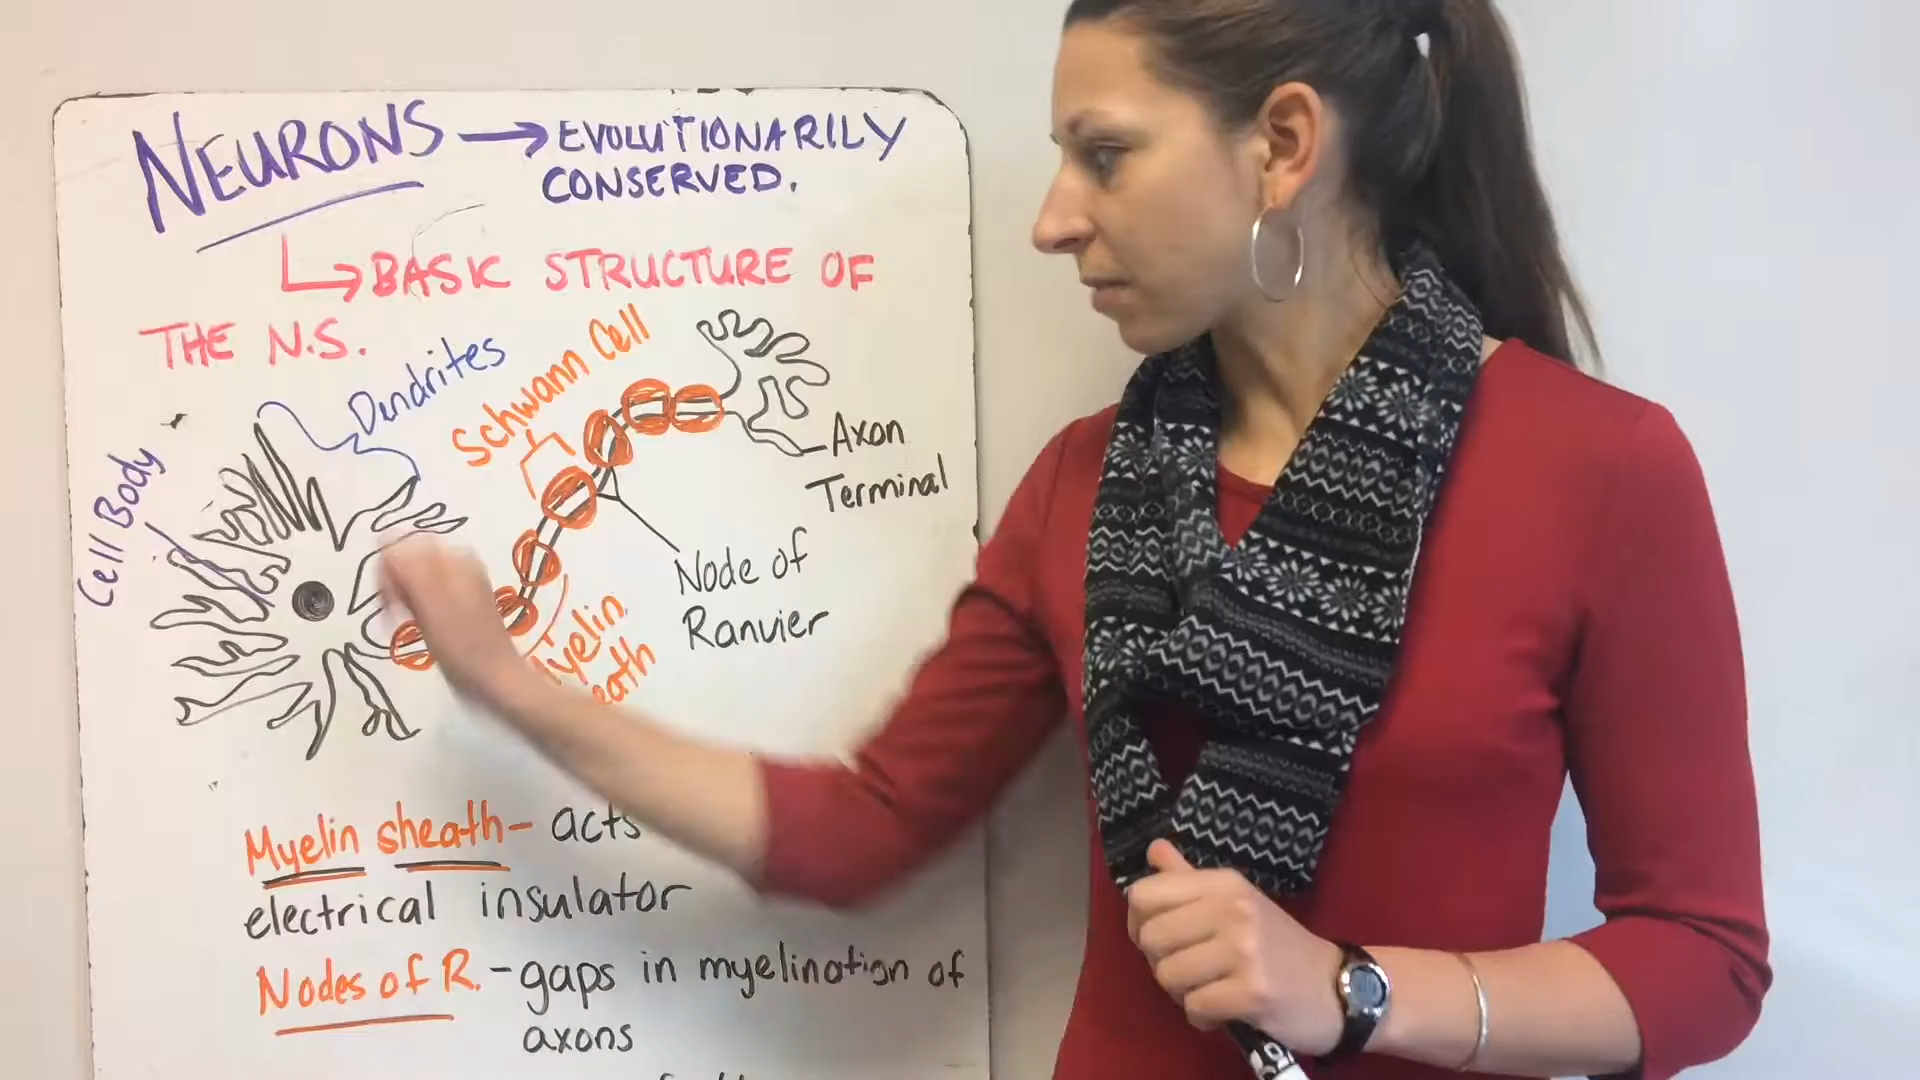 NEURONS → EVOLUTIONARILY
CONSERVED.
↳ BASIC STRUCTURE OF
THE N.S.
Dendrites
Schwann Cell
Cell Body
Axon
Terminal
Node of
Ranvier
Myelin sheath - acts
electrical insulator
Nodes of R. - gaps in myelination of
axons